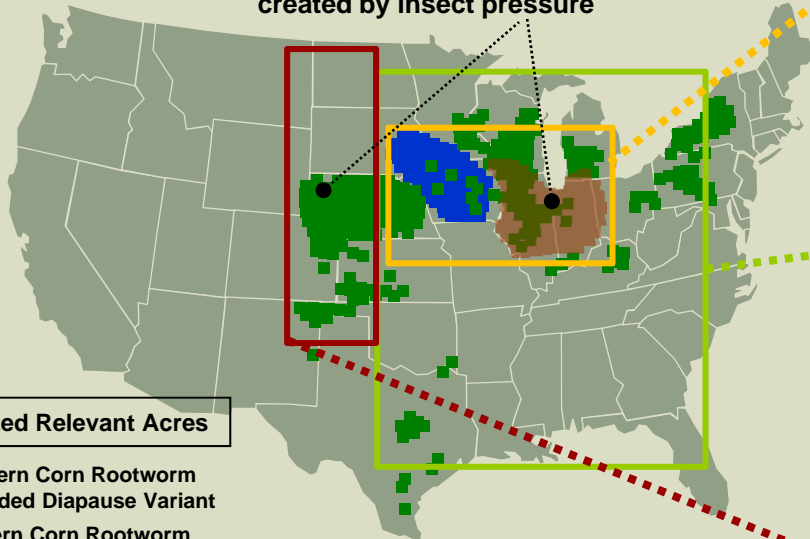 created by insect pressure
ed Relevant Acres
ern Corn Rootworm
ded Diapause Variant
ern Corn Rootworm